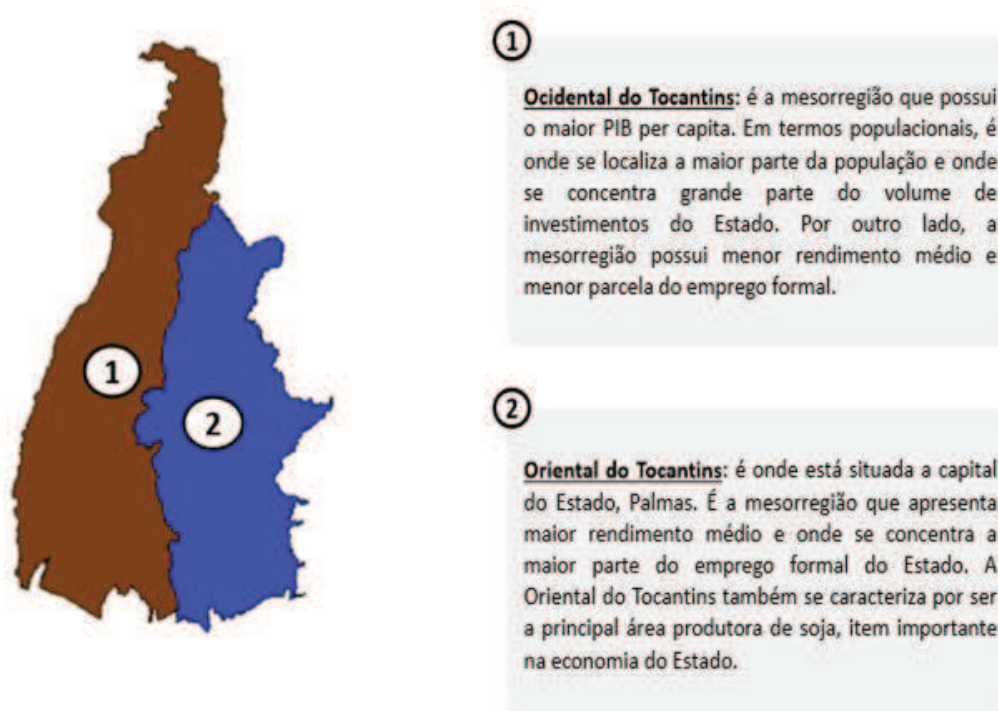 1
Ocidental do Tocantins: é a mesorregião que possui
o maior PIB per capita. Em termos populacionais, é
onde se localiza a maior parte da população e onde
se concentra grande parte do volume de
investimentos do Estado. Por outro lado, a
mesorregião possui menor rendimento médio e
menor parcela do emprego formal.
1
2
2
Oriental do Tocantins: é onde está situada a capital
do Estado, Palmas. É a mesorregião que apresenta
maior rendimento médio e onde se concentra a
maior parte do emprego formal do Estado. A
Oriental do Tocantins também se caracteriza por ser
a principal área produtora de soja, item importante
na economia do Estado.